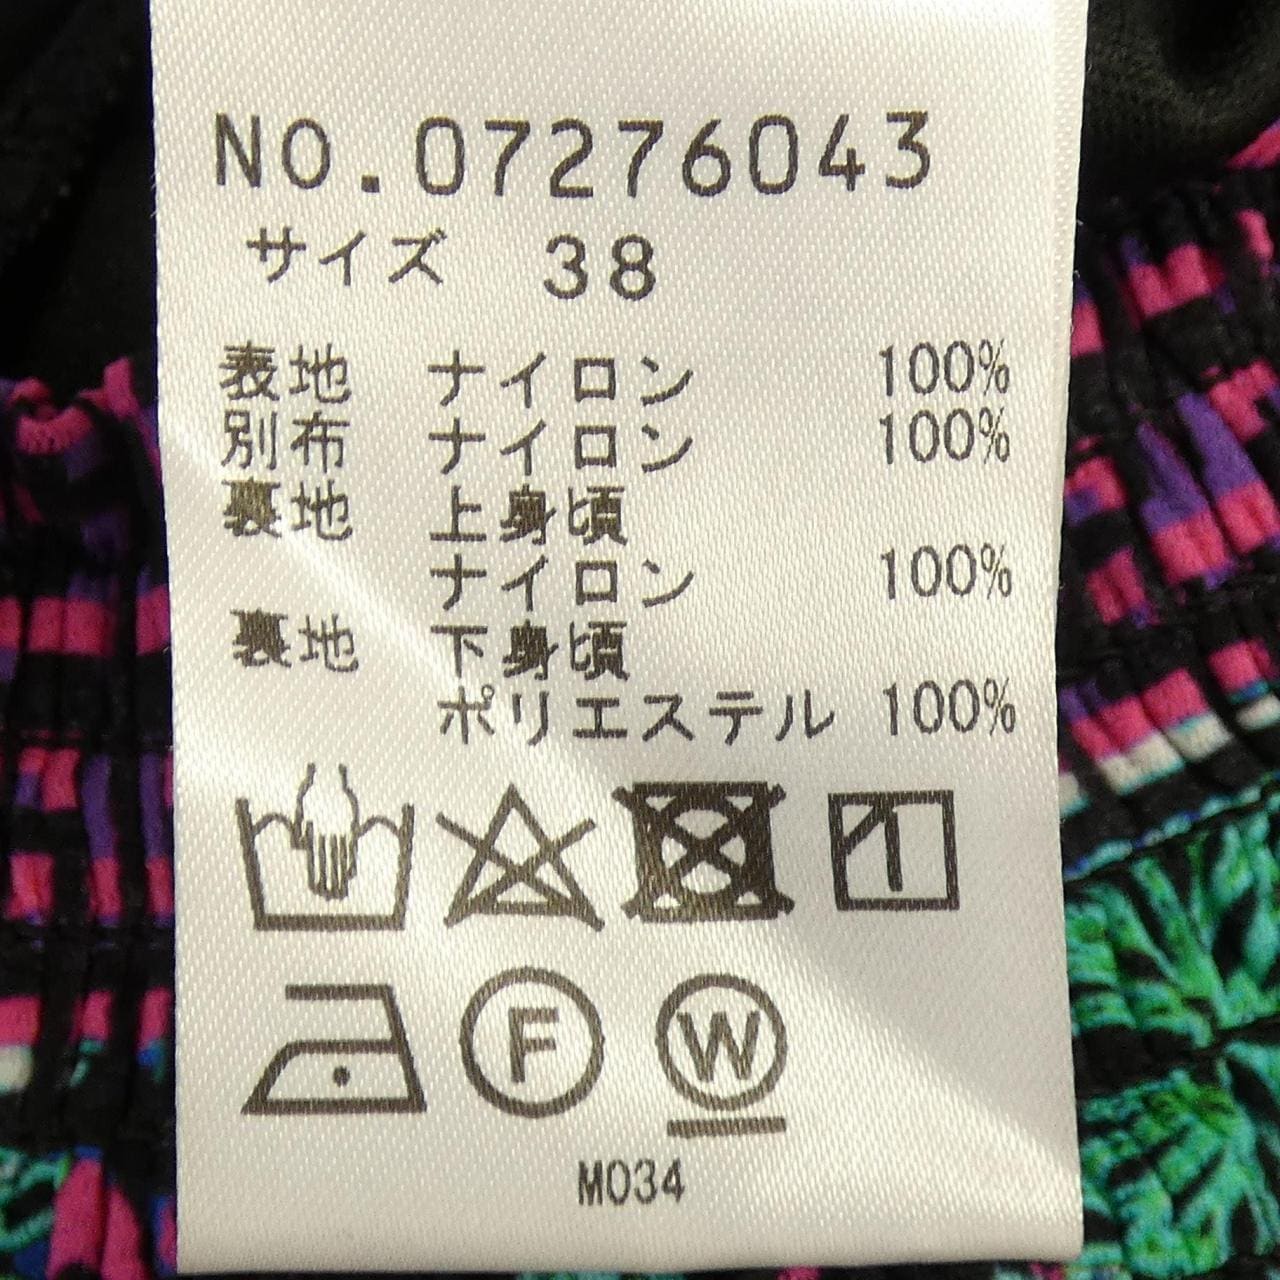 NO.07276043
サイズ 38
表地 ナイロン 100%
別布 ナイロン 100%
裏地 上身頃
ナイロン 100%
裏地 下身頃
ポリエステル 100%
F W
M034